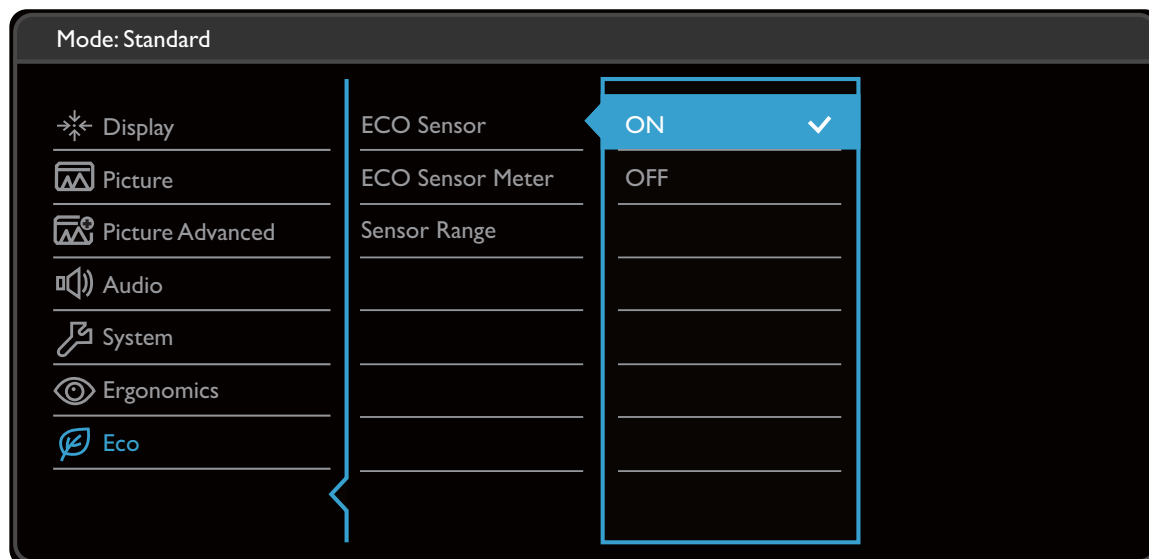 Mode: Standard
Display
Picture
Picture Advanced
Audio
System
Ergonomics
Eco
ECO Sensor
ECO Sensor Meter
Sensor Range
ON
OFF